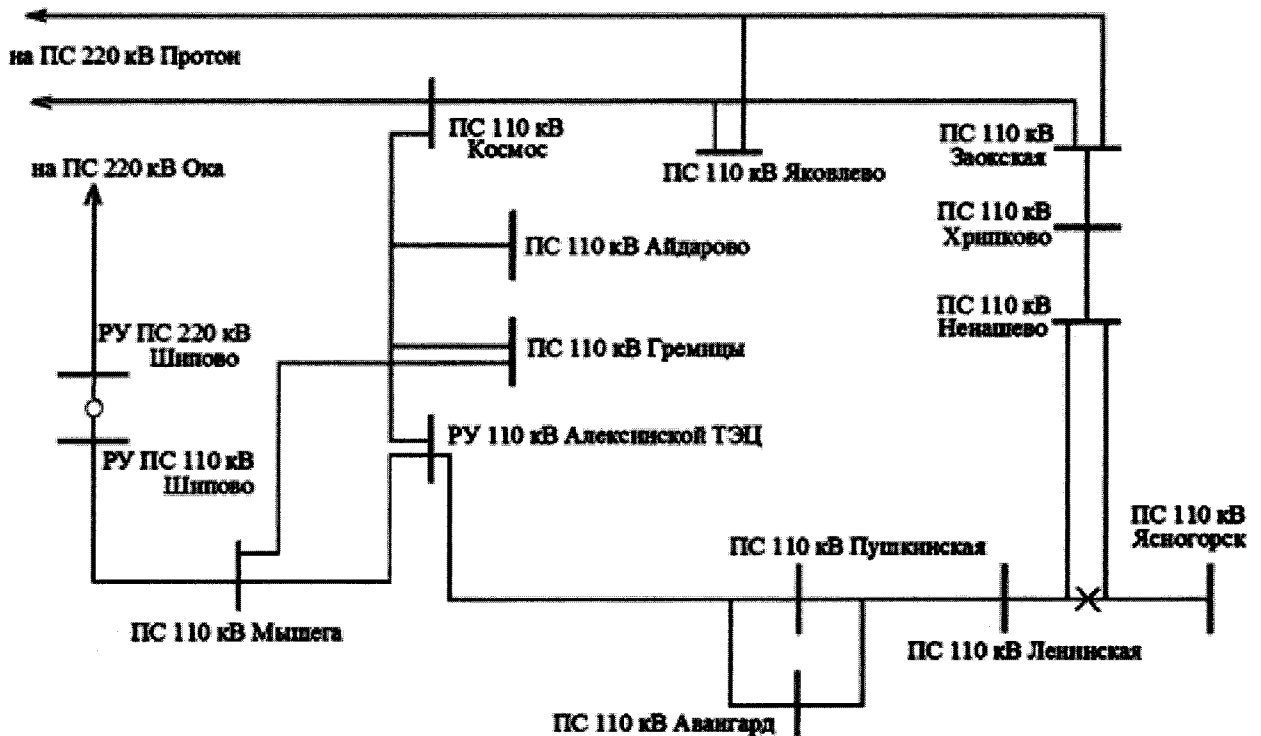 на ПС 220 кВ Протон
ПС 110 кВ
Космос
ПС 110 кВ
Заокская
на ПС 220 кВ Ока
ПС 110 кВ Яковлево
ПС 110 кВ
Хрипково
ПС 110 кВ Айдарово
ПС 110 кВ
Ненашево
РУ ПС 220 кВ
Шипово
ПС 110 кВ Гремицы
РУ 110 кВ Алексинской ТЭЦ
РУ ПС 110 кВ
Шипово
ПС 110 кВ
Ясногорск
ПС 110 кВ Пушкинская
ПС 110 кВ Мышега
ПС 110 кВ Ленинская
ПС 110 кВ Авангард